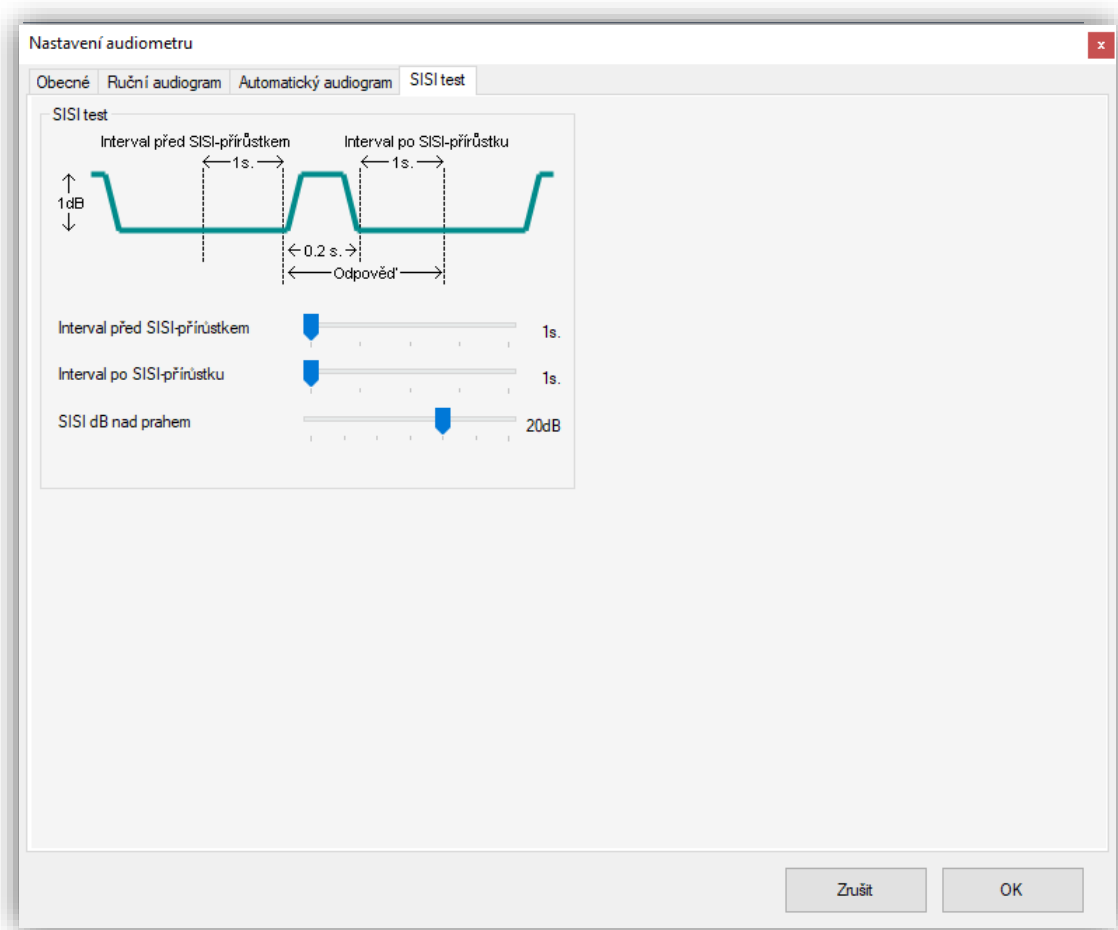 Nastavení audiometru
x
Obecné Ruční audiogram Automatický audiogram SISI test
SISI test
Interval před SISI-přírůstkem Interval po SISI-přírůstku
1s. 1s.
1dB
0.2 s.
Odpověď
Interval před SISI-přírůstkem 1s.
Interval po SISI-přírůstku 1s.
SISI dB nad prahem 20dB
Zrušit OK